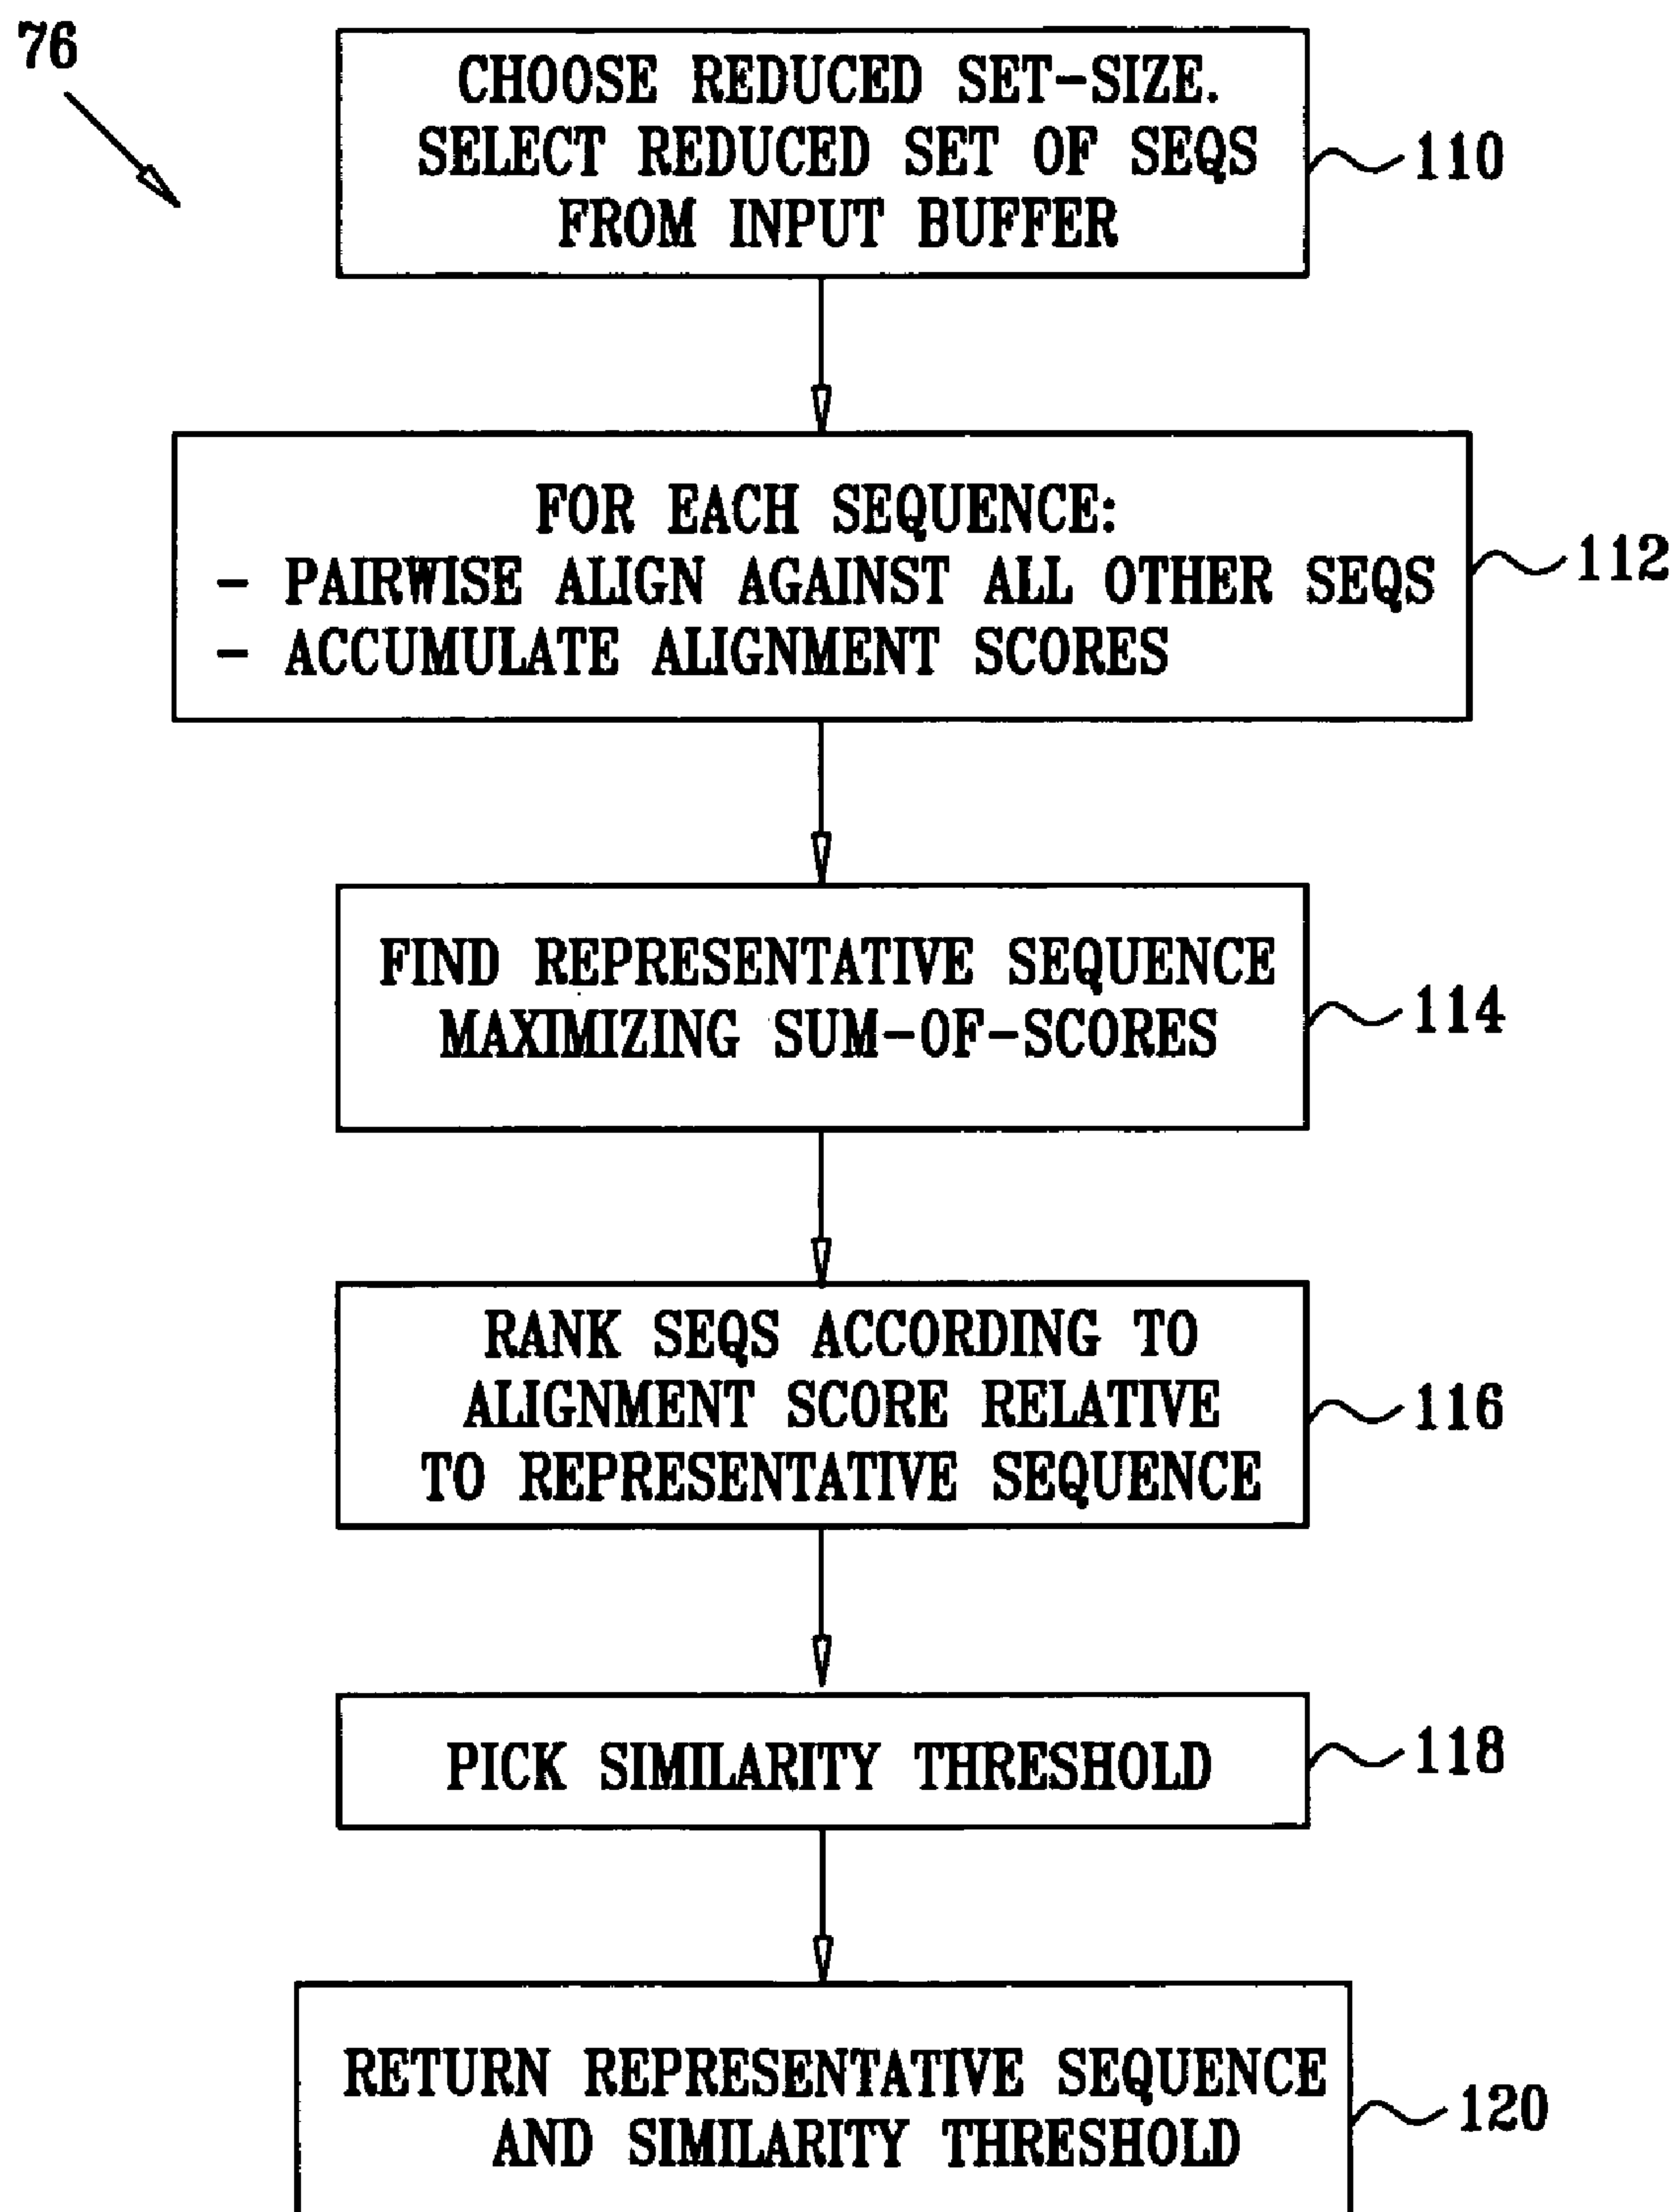 76
CHOOSE REDUCED SET-SIZE.
SELECT REDUCED SET OF SEQS
FROM INPUT BUFFER
110
FOR EACH SEQUENCE:
- PAIRWISE ALIGN AGAINST ALL OTHER SEQS
- ACCUMULATE ALIGNMENT SCORES
112
FIND REPRESENTATIVE SEQUENCE
MAXIMIZING SUM-OF-SCORES
114
RANK SEQS ACCORDING TO
ALIGNMENT SCORE RELATIVE
TO REPRESENTATIVE SEQUENCE
116
PICK SIMILARITY THRESHOLD
118
RETURN REPRESENTATIVE SEQUENCE
AND SIMILARITY THRESHOLD
120